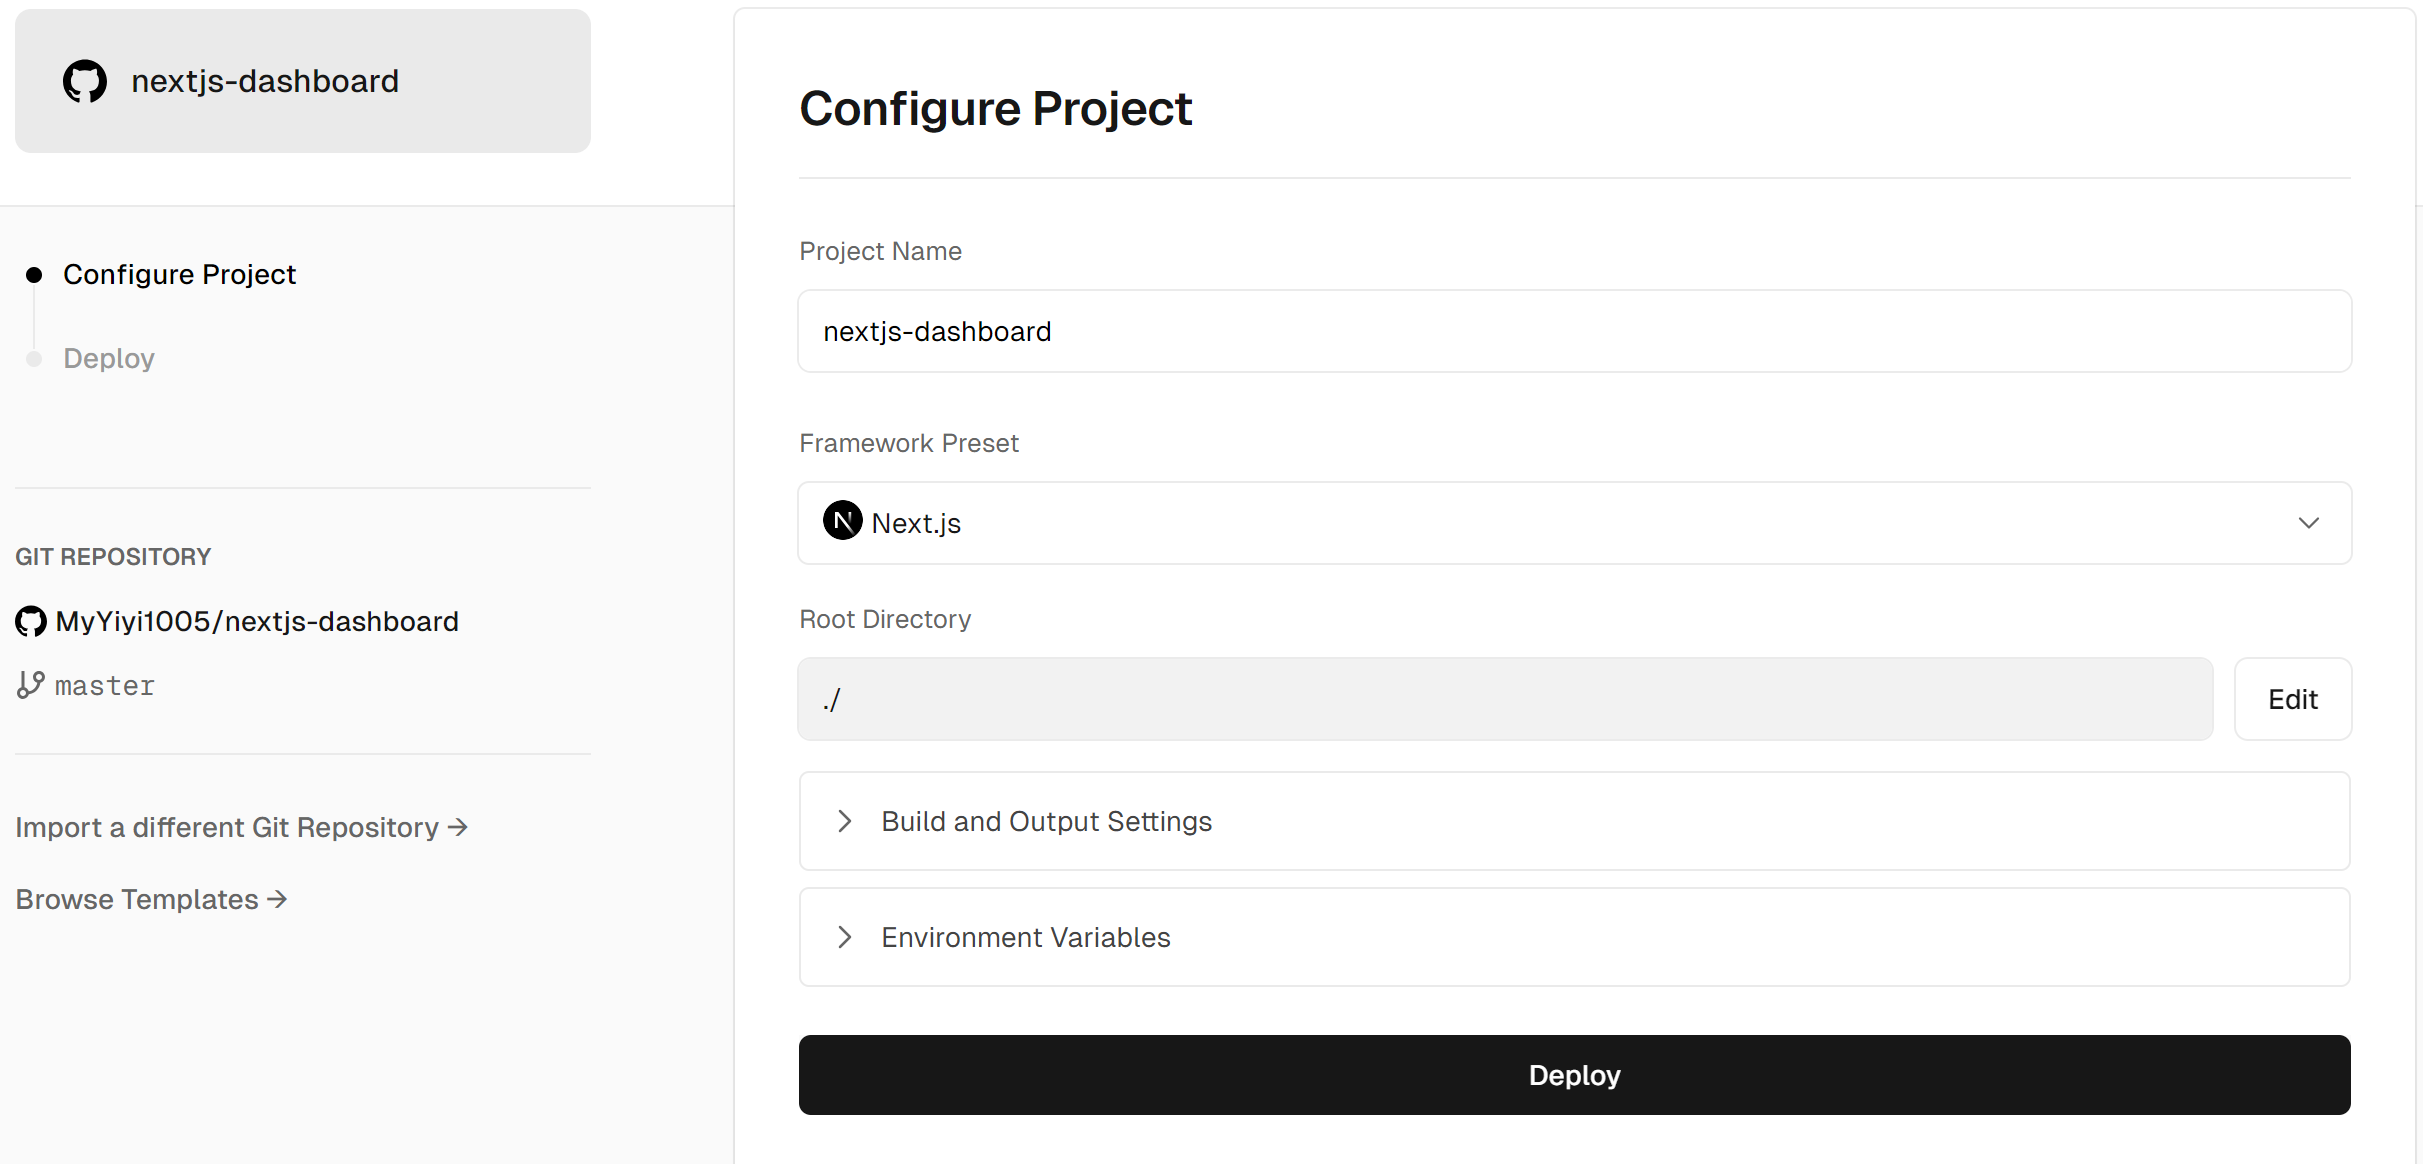 nextjs-dashboard
Configure Project
Deploy
GIT REPOSITORY
MyYiyi1005/nextjs-dashboard
master
Import a different Git Repository →
Browse Templates →
Configure Project
Project Name
nextjs-dashboard
Framework Preset
N Next.js
Root Directory
./
Edit
Build and Output Settings
Environment Variables
Deploy